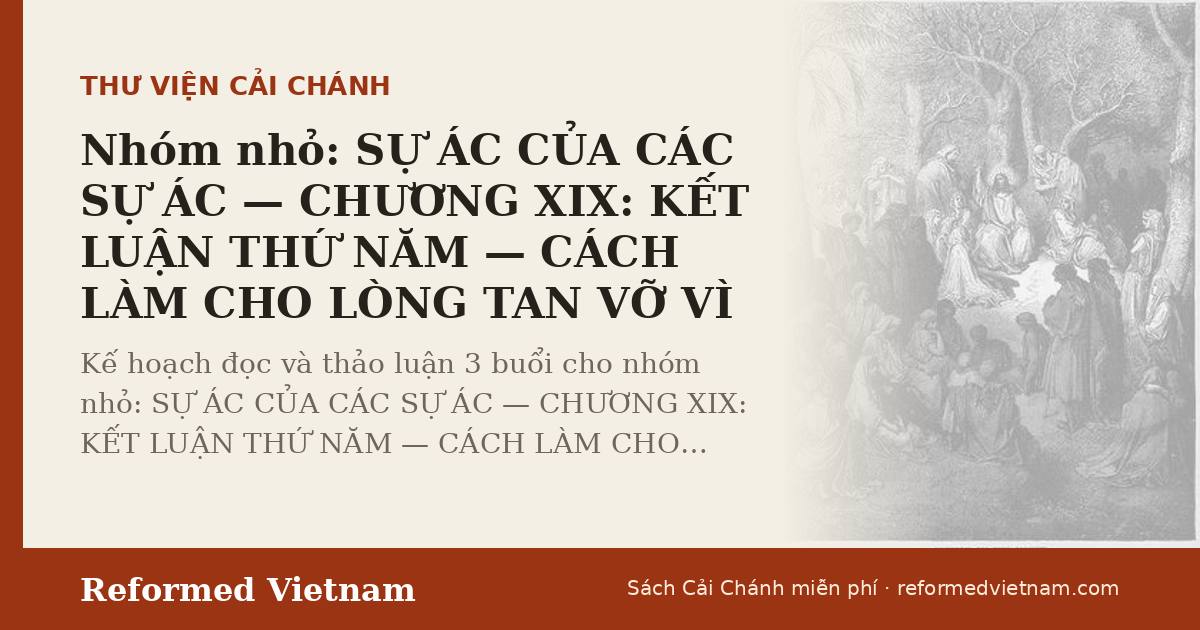 THƯ VIỆN CẢI CHÁNH
Nhóm nhỏ: SỰ ÁC CỦA CÁC
SỰ ÁC — CHƯƠNG XIX: KẾT
LUẬN THỨ NĂM — CÁCH
LÀM CHO LÒNG TAN VỠ VÌ
Kế hoạch đọc và thảo luận 3 buổi cho nhóm
nhỏ: SỰ ÁC CỦA CÁC SỰ ÁC — CHƯƠNG XIX:
KẾT LUẬN THỨ NĂM — CÁCH LÀM CHO...
Reformed Vietnam
Sách Cải Chánh miễn phí · reformedvietnam.com